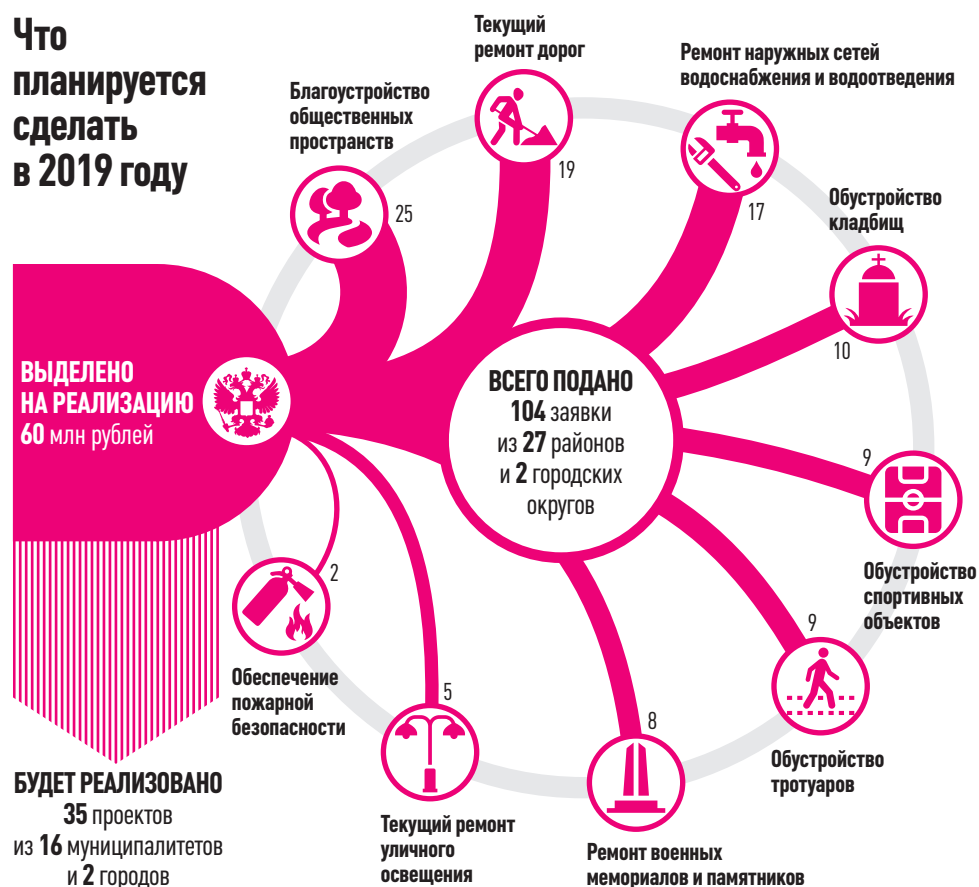 Что
планируется
сделать
в 2019 году
Текущий
ремонт дорог
19
Ремонт наружных сетей
водоснабжения и водоотведения
17
Благоустройство
общественных
пространств
25
Обустройство
кладбищ
10
ВЫДЕЛЕНО
НА РЕАЛИЗАЦИЮ
60 млн рублей
ВСЕГО ПОДАНО
104 заявки
из 27 районов
и 2 городских
округов
9
Обустройство
спортивных
объектов
9
Обустройство
тротуаров
8
Ремонт военных
мемориалов и памятников
5
Текущий ремонт
уличного
освещения
2
Обеспечение
пожарной
безопасности
БУДЕТ РЕАЛИЗОВАНО
35 проектов
из 16 муниципалитетов
и 2 городов